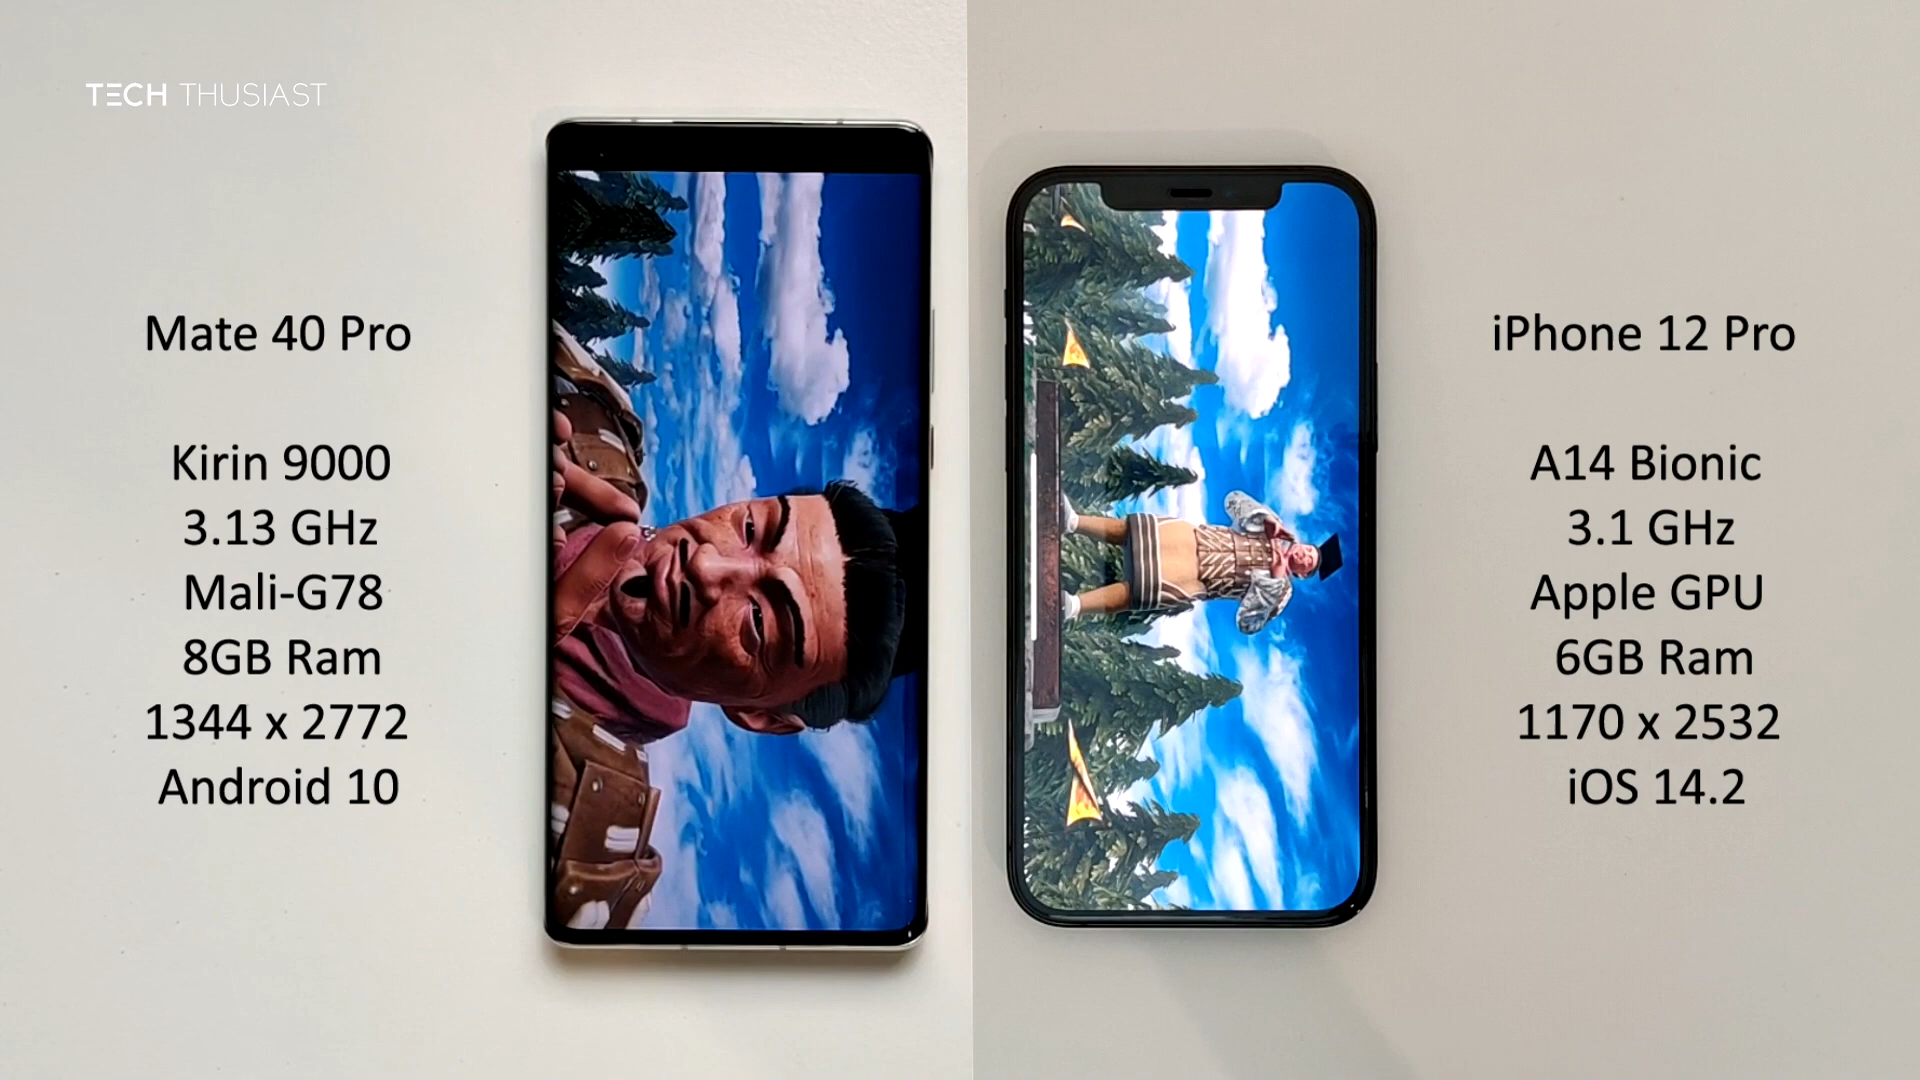 TECH THUSIAST
Mate 40 Pro
Kirin 9000
3.13 GHz
Mali-G78
8GB Ram
1344 x 2772
Android 10
iPhone 12 Pro
A14 Bionic
3.1 GHz
Apple GPU
6GB Ram
1170 x 2532
iOS 14.2